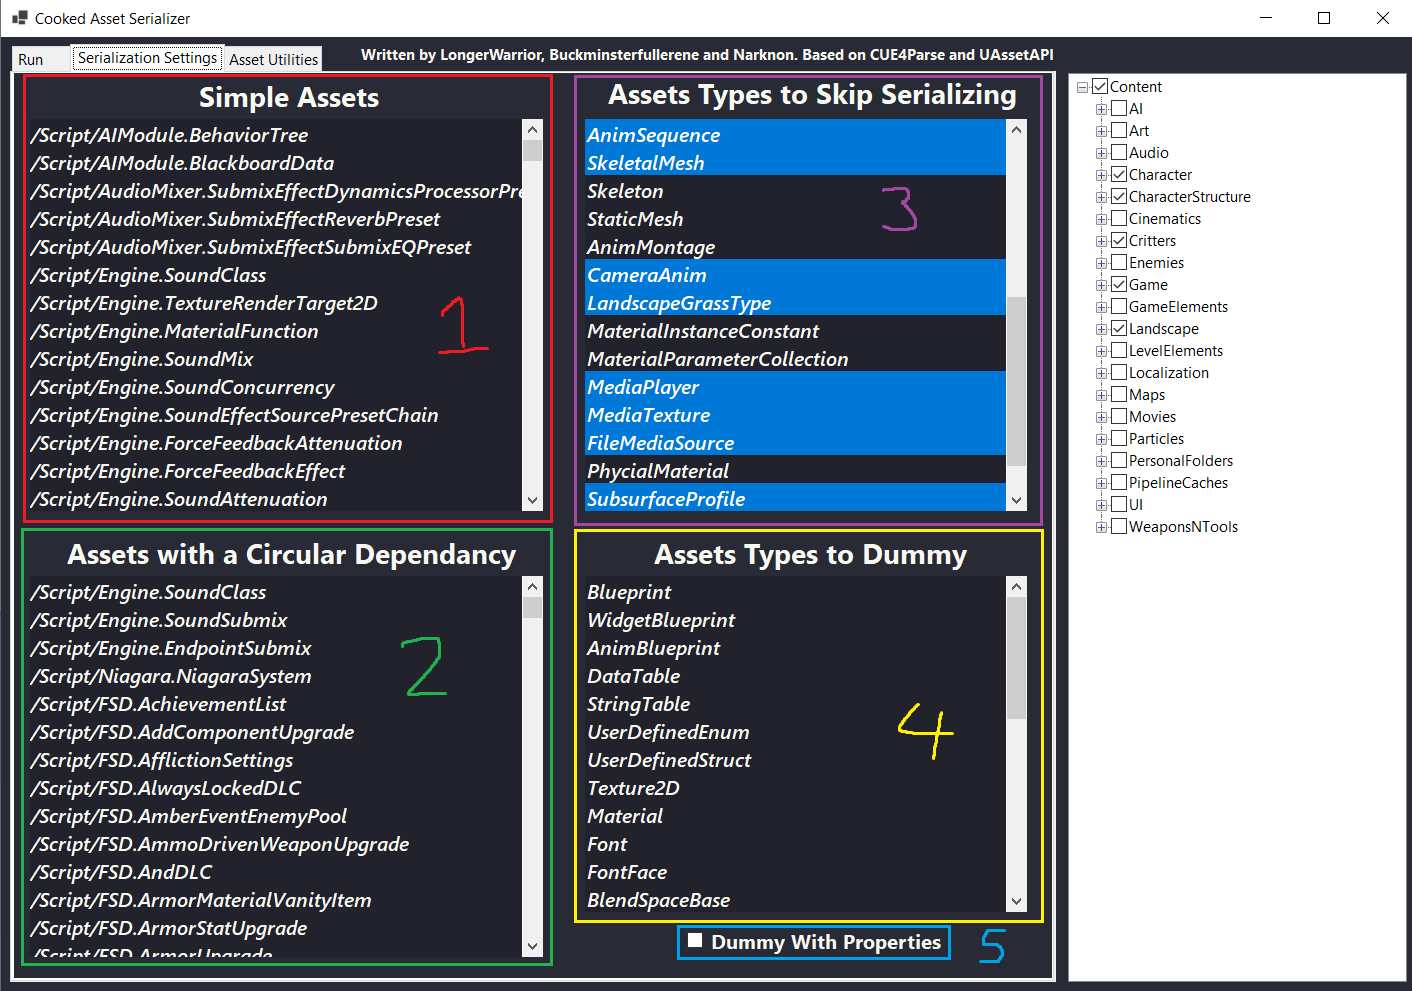 Cooked Asset Serializer
Run
Serialization Settings
Asset Utilities
Written by LongerWarrior, Buckminsterfullerene and Narknon. Based on CUE4Parse and UAssetAPI
Simple Assets
/Script/AIModule.BehaviorTree
/Script/AIModule.BlackboardData
/Script/AudioMixer.SubmixEffectDynamicsProcessorPre
/Script/AudioMixer.SubmixEffectReverbPreset
/Script/AudioMixer.SubmixEffectSubmixEQPreset
/Script/Engine.SoundClass
/Script/Engine.TextureRenderTarget2D
/Script/Engine.MaterialFunction
/Script/Engine.SoundMix
/Script/Engine.SoundConcurrency
/Script/Engine.SoundEffectSourcePresetChain
/Script/Engine.ForceFeedbackAttenuation
/Script/Engine.ForceFeedbackEffect
/Script/Engine.SoundAttenuation
1
Assets with a Circular Dependancy
/Script/Engine.SoundClass
/Script/Engine.SoundSubmix
/Script/Engine.EndpointSubmix
/Script/Niagara.NiagaraSystem
/Script/FSD.AchievementList
/Script/FSD.AddComponentUpgrade
/Script/FSD.AfflictionSettings
/Script/FSD.AlwaysLockedDLC
/Script/FSD.AmberEventEnemyPool
/Script/FSD.AmmoDrivenWeaponUpgrade
/Script/FSD.AndDLC
/Script/FSD.ArmorMaterialVanityItem
/Script/FSD.ArmorStatUpgrade
/Script/FSD.ArmorUpgrade
2
Assets Types to Skip Serializing
AnimSequence
SkeletalMesh
Skeleton
StaticMesh
AnimMontage
CameraAnim
LandscapeGrassType
MaterialInstanceConstant
MaterialParameterCollection
MediaPlayer
MediaTexture
FileMediaSource
PhycialMaterial
SubsurfaceProfile
3
Assets Types to Dummy
Blueprint
WidgetBlueprint
AnimBlueprint
DataTable
StringTable
UserDefinedEnum
UserDefinedStruct
Texture2D
Material
Font
FontFace
BlendSpaceBase
4
Dummy With Properties
5
Content
AI
Art
Audio
Character
CharacterStructure
Cinematics
Critters
Enemies
Game
GameElements
Landscape
LevelElements
Localization
Maps
Movies
Particles
PersonalFolders
PipelineCaches
UI
WeaponsNTools